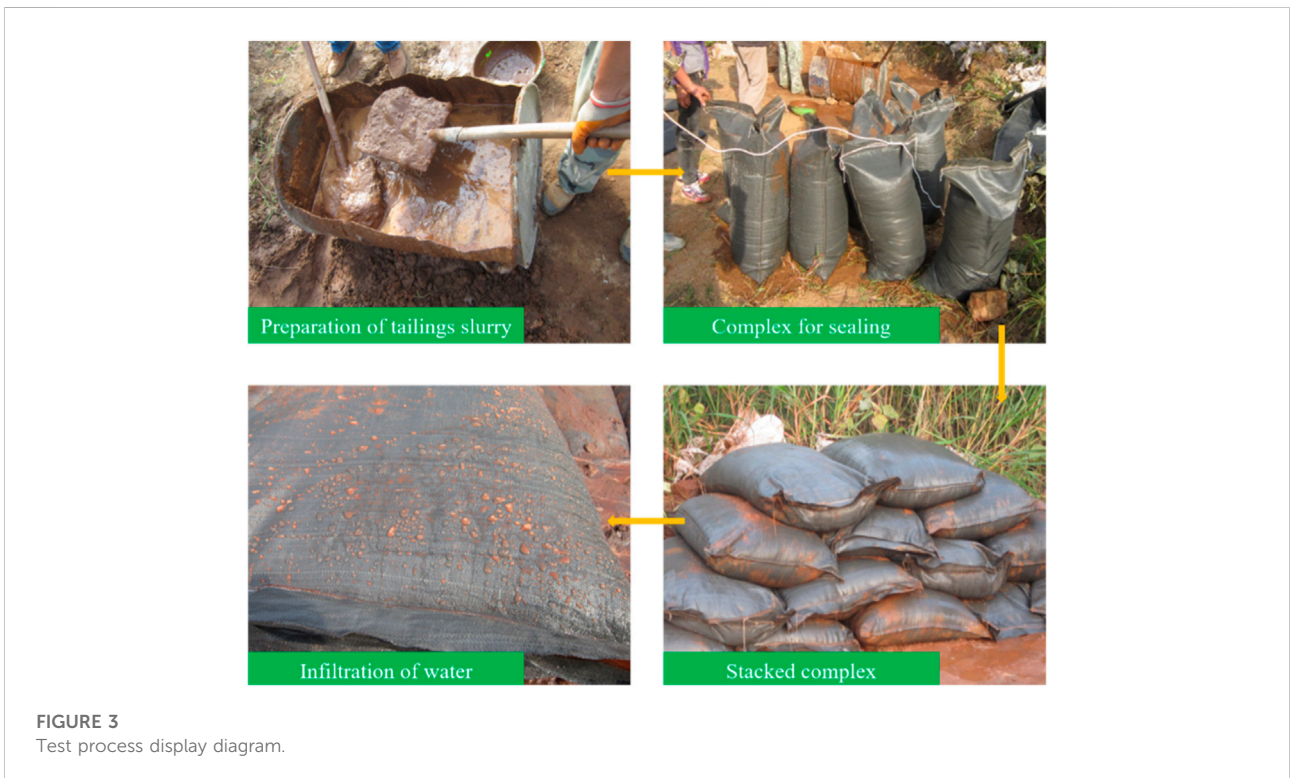 Preparation of tailings slurry
Complex for sealing
Infiltration of water
Stacked complex
FIGURE 3
Test process display diagram.